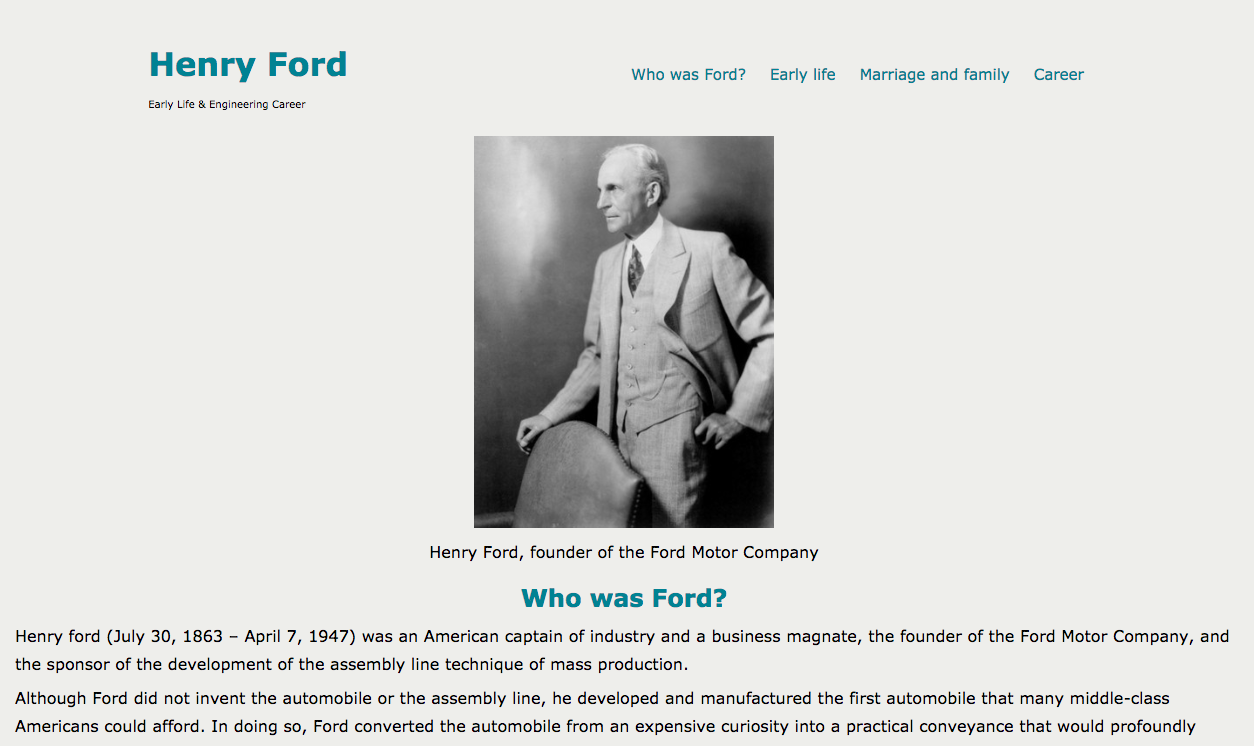 Henry Ford
Early Life & Engineering Career
Who was Ford? Early life Marriage and family Career
Henry Ford, founder of the Ford Motor Company
Who was Ford?
Henry ford (July 30, 1863 – April 7, 1947) was an American captain of industry and a business magnate, the founder of the Ford Motor Company, and
the sponsor of the development of the assembly line technique of mass production.
Although Ford did not invent the automobile or the assembly line, he developed and manufactured the first automobile that many middle-class
Americans could afford. In doing so, Ford converted the automobile from an expensive curiosity into a practical conveyance that would profoundly